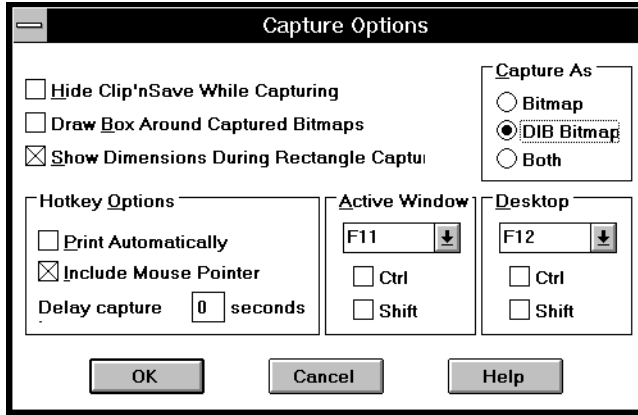 Capture Options
Hide Clip'nSave While Capturing
Draw Box Around Captured Bitmaps
Show Dimensions During Rectangle Captu
Capture As
Bitmap
DIB Bitmap
Both
Hotkey Options
Print Automatically
Include Mouse Pointer
Delay capture 0 seconds
Active Window
F11
Ctrl
Shift
Desktop
F12
Ctrl
Shift
OK Cancel Help